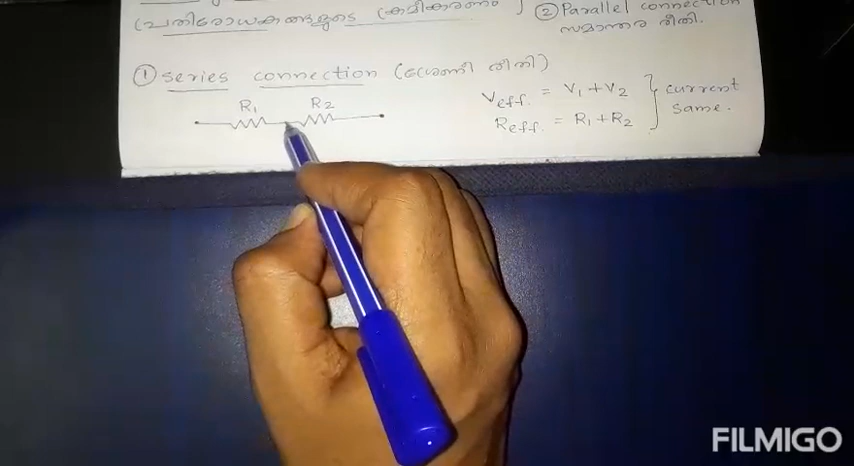 (പ്രതിരോധകങ്ങളുടെ ക്രമീകരണം)
② Parallel connection
സമാന്തര രീതി.
① Series connection (ശ്രേണീ രീതി)
R₁ R₂
Veff. = V₁ + V₂
Reff. = R₁ + R₂
current same.
FILMIGO